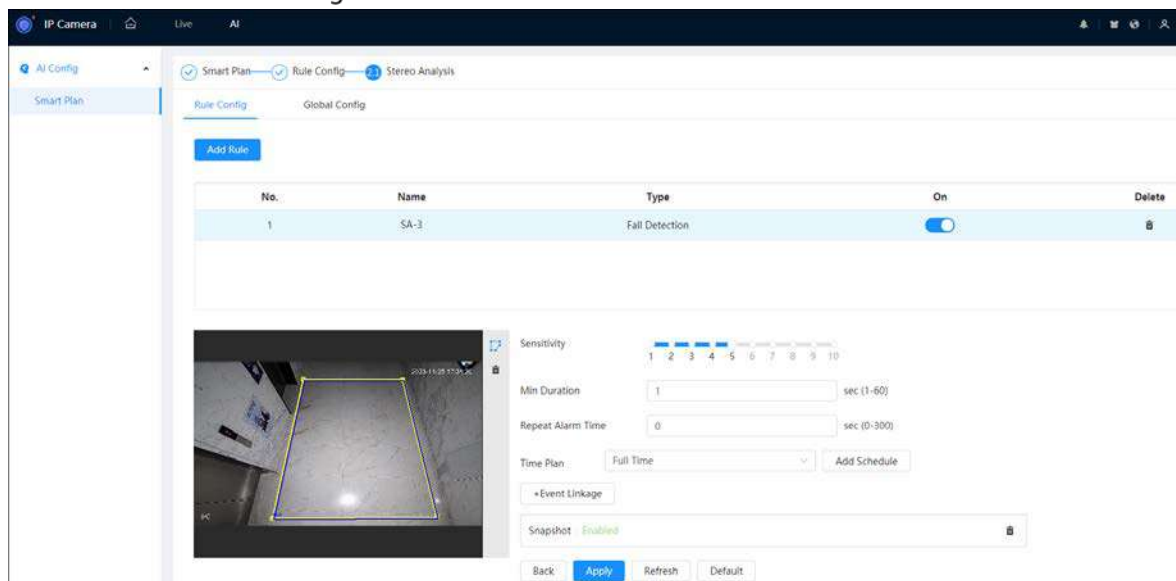 IP Camera Live AI
AI Config
Smart Plan
Smart Plan Rule Config 2.1 Stereo Analysis
Rule Config Global Config
Add Rule
No. Name Type On Delete
1 SA-3 Fall Detection
Sensitivity
1 2 3 4 5 6 7 8 9 10
Min Duration 1 sec (1-60)
Repeat Alarm Time 0 sec (0-300)
Time Plan Full Time Add Schedule
+Event Linkage
Snapshot Enabled
Back Apply Refresh Default